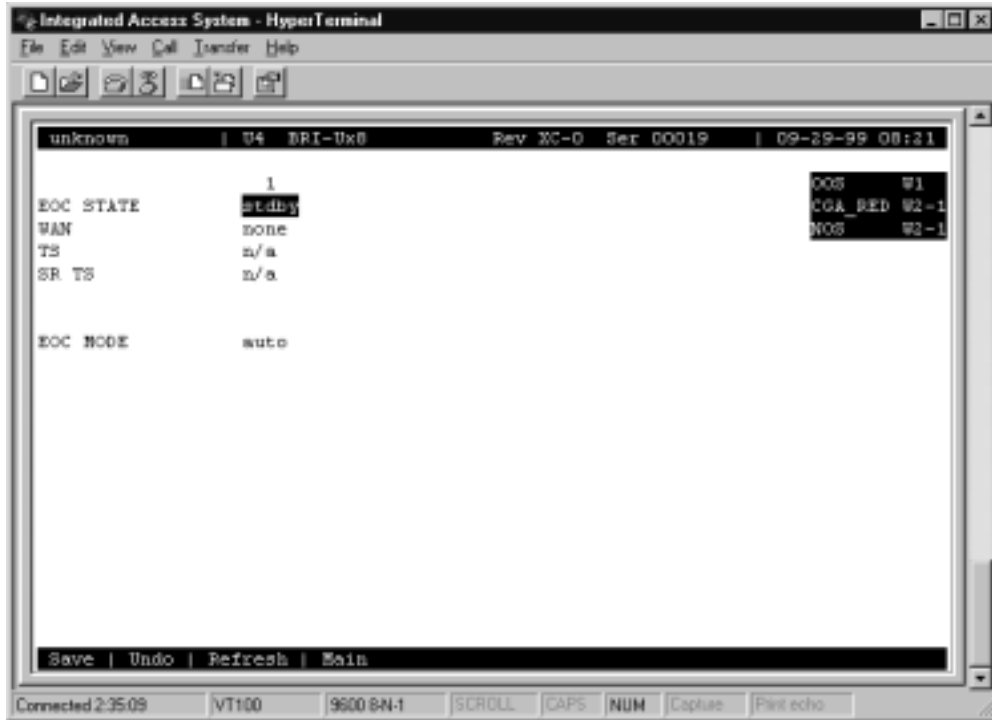 Integrated Access System - HyperTerminal
File Edit View Call Transfer Help
unknown | U4 BRI-Ux8 Rev XC-0 Ser 00019 | 09-29-99 08:21
1 OOS W1
EOC STATE stdby CGA_RED W2-1
WAN none NOS W2-1
TS n/a
SR TS n/a
EOC MODE auto
Save | Undo | Refresh | Main
Connected 2:35:09 VT100 9600 8-N-1 SCROLL CAPS NUM Capture Print echo